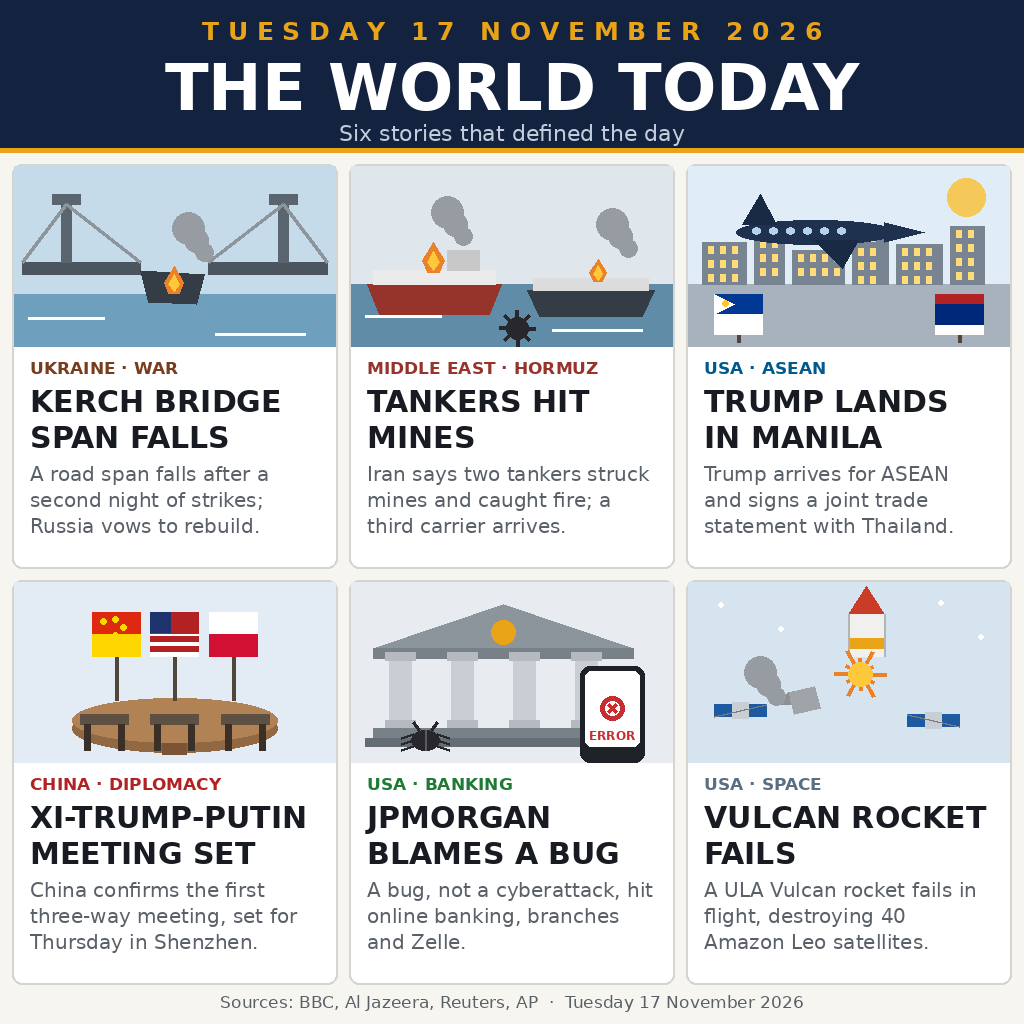 TUESDAY 17 NOVEMBER 2026
THE WORLD TODAY
Six stories that defined the day
UKRAINE · WAR
KERCH BRIDGE
SPAN FALLS
A road span falls after a
second night of strikes;
Russia vows to rebuild.
MIDDLE EAST · HORMUZ
TANKERS HIT
MINES
Iran says two tankers struck
mines and caught fire; a
third carrier arrives.
USA · ASEAN
TRUMP LANDS
IN MANILA
Trump arrives for ASEAN
and signs a joint trade
statement with Thailand.
CHINA · DIPLOMACY
XI-TRUMP-PUTIN
MEETING SET
China confirms the first
three-way meeting, set for
Thursday in Shenzhen.
ERROR
USA · BANKING
JPMORGAN
BLAMES A BUG
A bug, not a cyberattack, hit
online banking, branches
and Zelle.
USA · SPACE
VULCAN ROCKET
FAILS
A ULA Vulcan rocket fails in
flight, destroying 40
Amazon Leo satellites.
Sources: BBC, Al Jazeera, Reuters, AP · Tuesday 17 November 2026